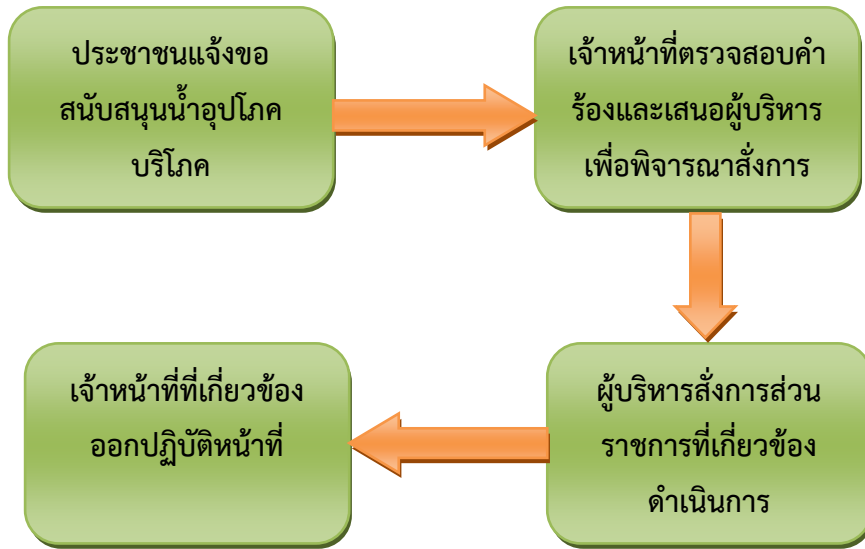 ประชาชนแจ้งขอ
สนับสนุนน้ำอุปโภค
บริโภค
เจ้าหน้าที่ตรวจสอบคำ
ร้องและเสนอผู้บริหาร
เพื่อพิจารณาสั่งการ
ผู้บริหารสั่งการส่วน
ราชการที่เกี่ยวข้อง
ดำเนินการ
เจ้าหน้าที่ที่เกี่ยวข้อง
ออกปฏิบัติหน้าที่